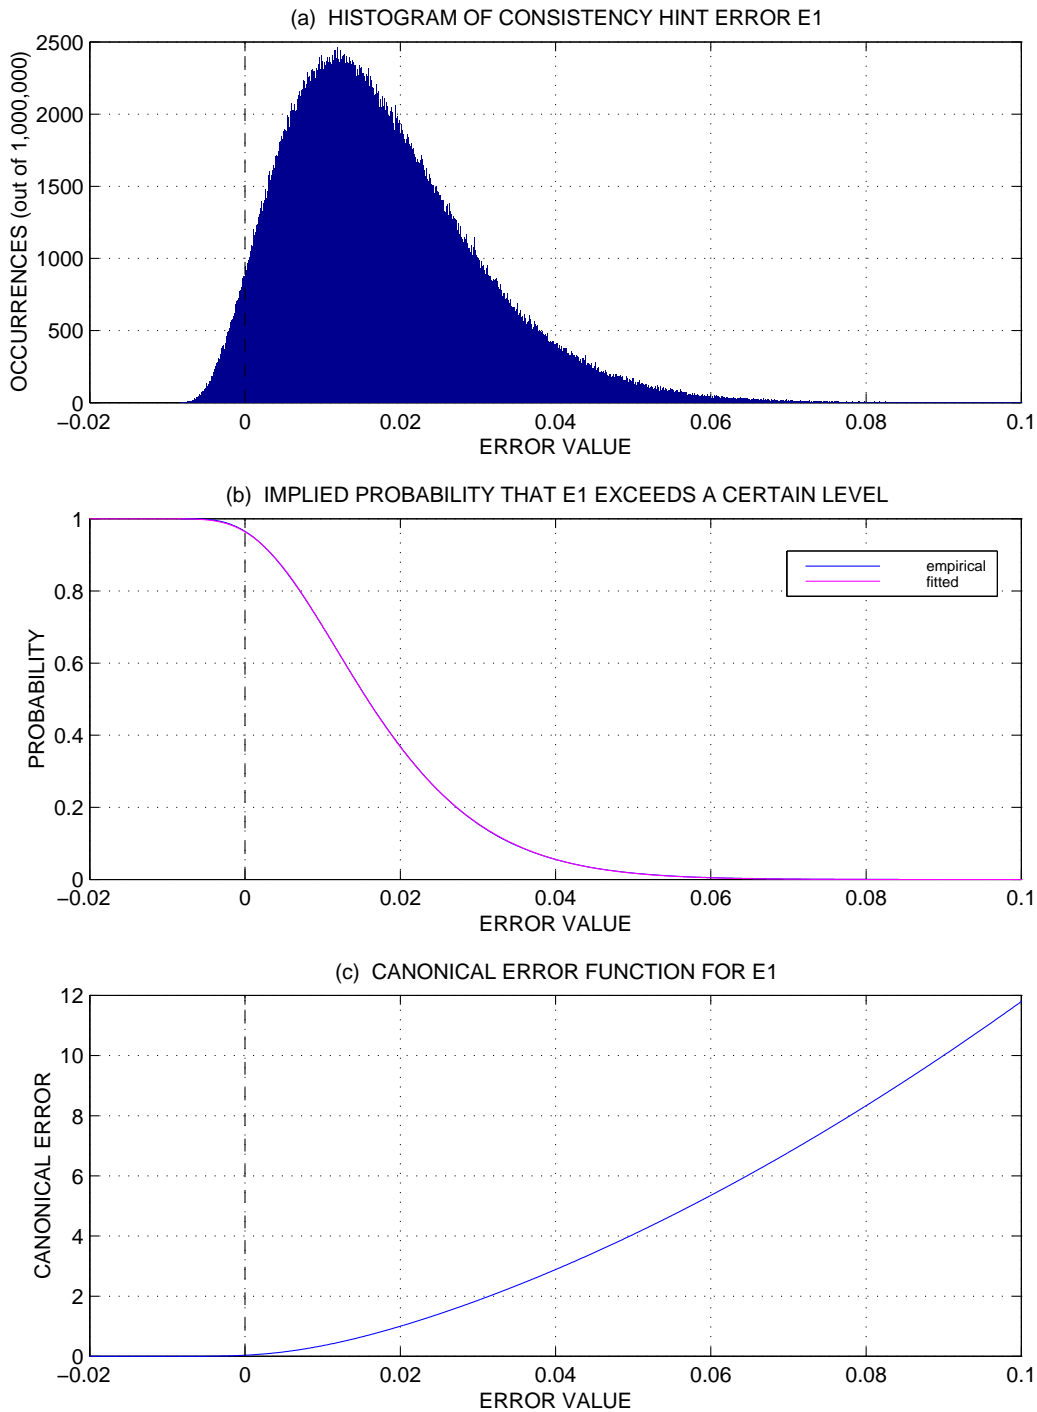 (a) HISTOGRAM OF CONSISTENCY HINT ERROR E1
OCCURRENCES (out of 1,000,000)
2500
2000
1500
1000
500
0
−0.02 0 0.02 0.04 0.06 0.08 0.1
ERROR VALUE
(b) IMPLIED PROBABILITY THAT E1 EXCEEDS A CERTAIN LEVEL
PROBABILITY
1
0.8
0.6
0.4
0.2
0
empirical
fitted
−0.02 0 0.02 0.04 0.06 0.08 0.1
ERROR VALUE
(c) CANONICAL ERROR FUNCTION FOR E1
CANONICAL ERROR
12
10
8
6
4
2
0
−0.02 0 0.02 0.04 0.06 0.08 0.1
ERROR VALUE